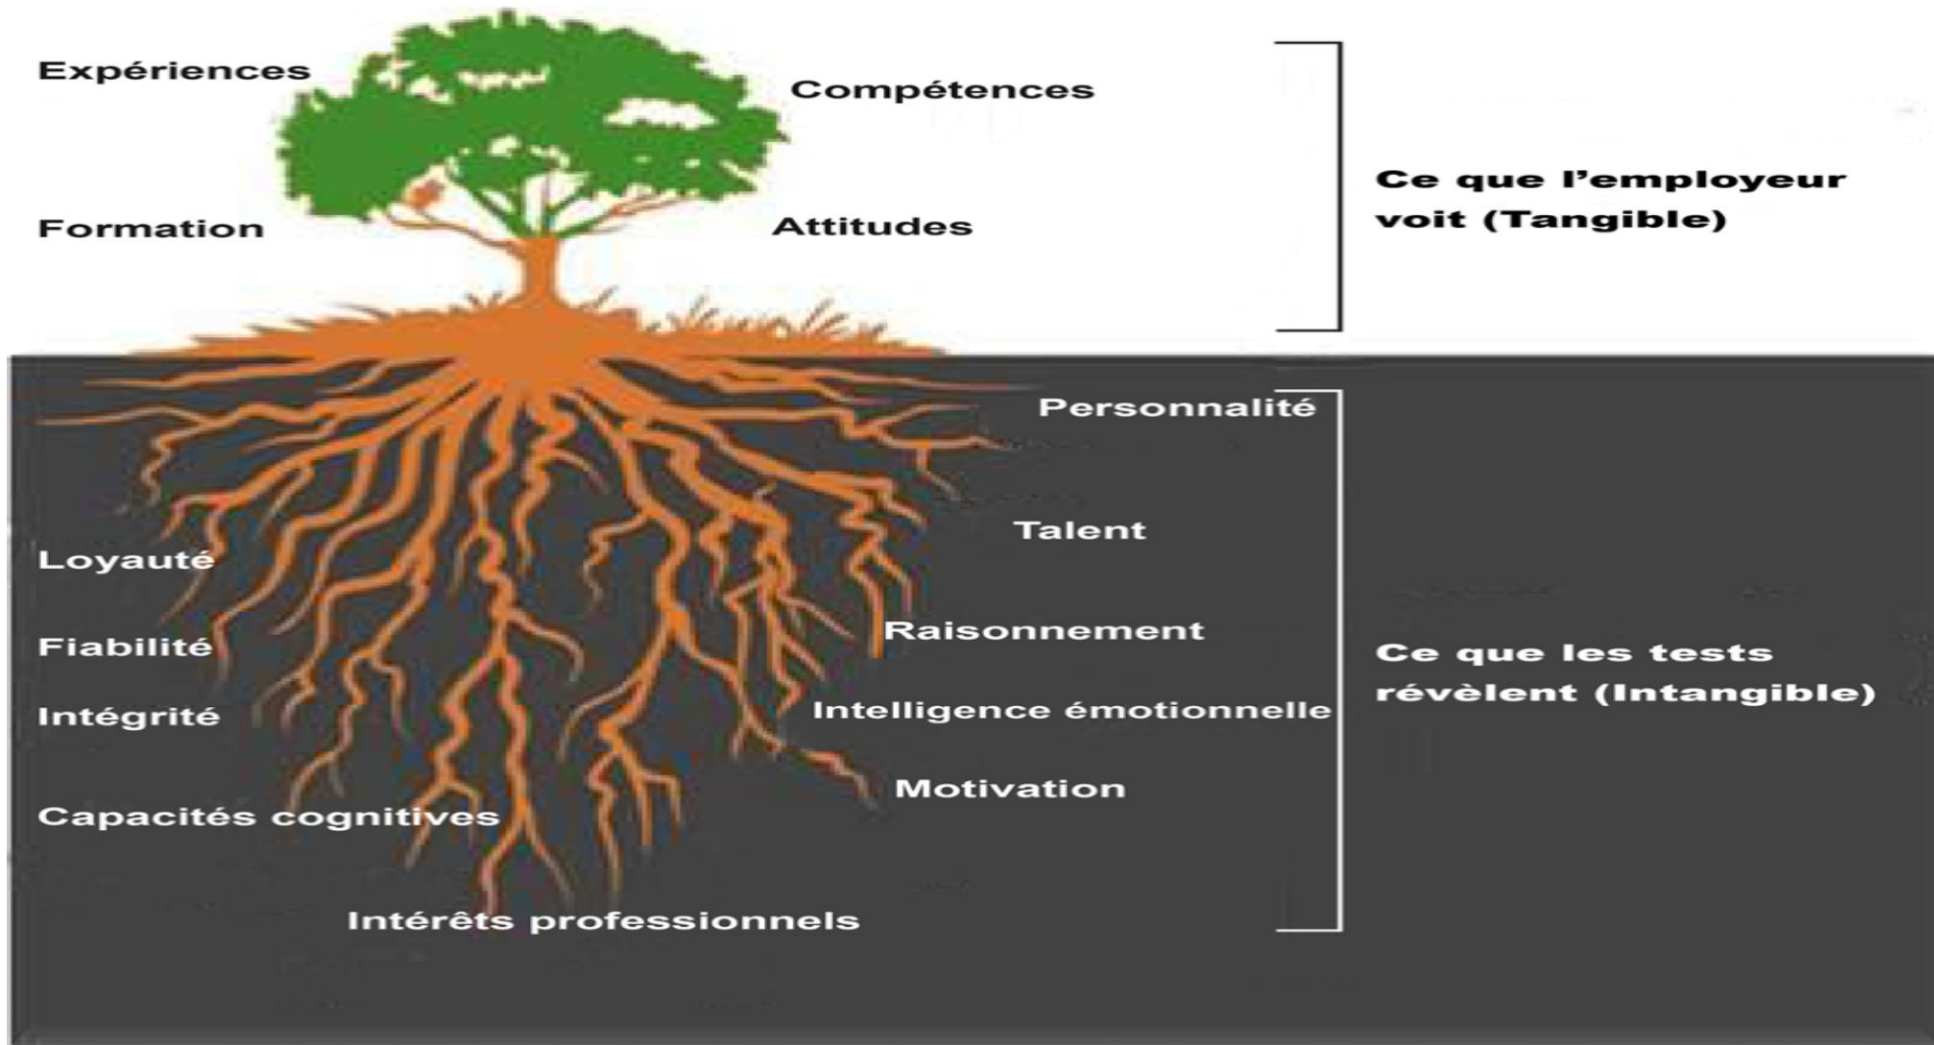 Expériences
Compétences
Ce que l’employeur
voit (Tangible)
Formation
Attitudes
Personnalité
Talent
Loyauté
Raisonnement
Fiabilité
Ce que les tests
révèlent (Intangible)
Intégrité
Intelligence émotionnelle
Motivation
Capacités cognitives
Intérêts professionnels